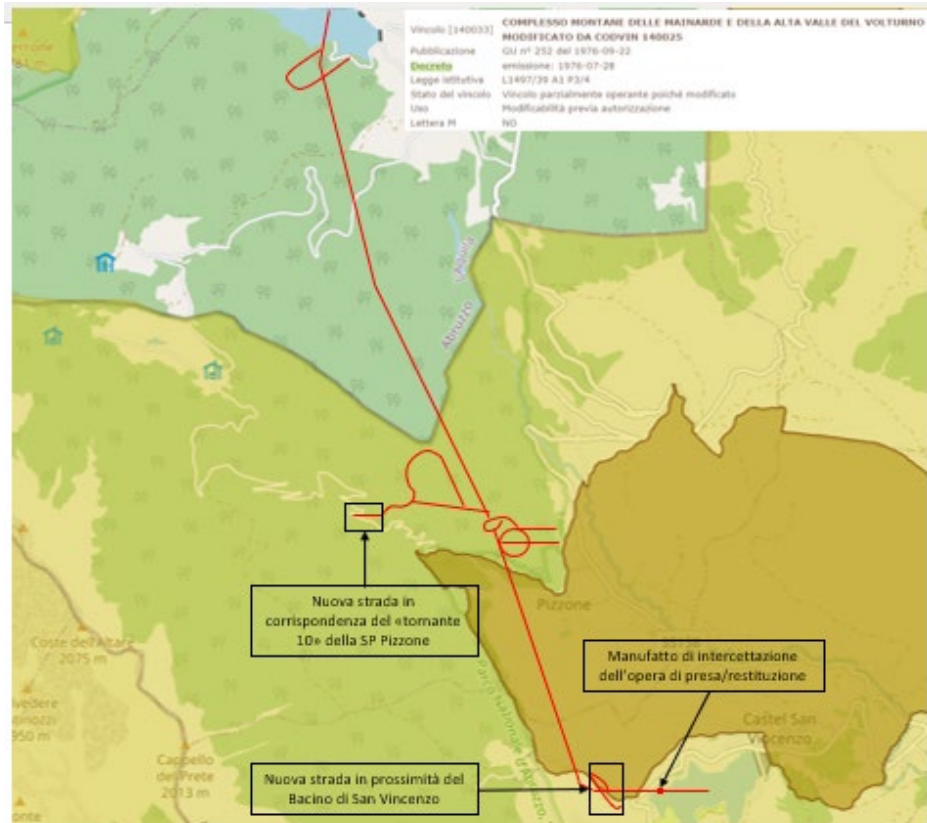 Vincolo [140033]
COMPLESSO MONTANE DELLE MAINARDE E DELLA ALTA VALLE DEL VOLTURNO
MODIFICATO DA CODVIN 140025
Pubblicazione GU n° 252 del 1976-09-22
Decreto emissione: 1976-07-28
Legge istitutiva L1497/39 A1 P3/4
Stato del vincolo Vincolo parzialmente operante poiché modificato
Uso Modificabilità previa autorizzazione
Lettera M NO
L'Aquila
Abruzzo
Nuova strada in
corrispondenza del «tornante
10» della SP Pizzone
Pizzone
Coste dell'Altare
2075 m
Manufatto di intercettazione
dell'opera di presa/restituzione
Parco Nazionale d'Abruzzo,
Castel San
Vincenzo
Cappello
del Prete
2013 m
Nuova strada in prossimità del
Bacino di San Vincenzo